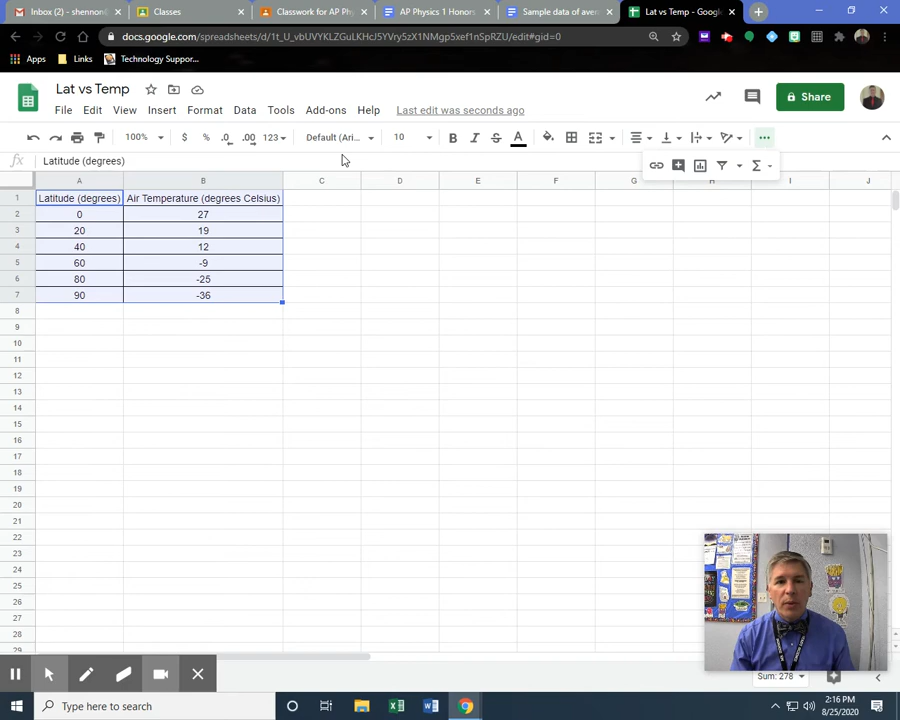 Inbox (2) - shennon@
Classes
Classwork for AP Ph
AP Physics 1 Honors
Sample data of aver
Lat vs Temp - Googl
docs.google.com/spreadsheets/d/1t_U_vbUVYKLZGuLKHcJ5YVry5zX1NMgp5xef1nSpRZU/edit#gid=0
Apps
Links
Technology Suppor...
Lat vs Temp
File Edit View Insert Format Data Tools Add-ons Help Last edit was seconds ago
Share
100% $ % .0 .00 123 Default (Ari... 10 B I S A
fx Latitude (degrees)
A B C D E F G H I J
1 Latitude (degrees) Air Temperature (degrees Celsius)
2 0 27
3 20 19
4 40 12
5 60 -9
6 80 -25
7 90 -36
8
9
10
11
12
13
14
15
16
17
18
19
20
21
22
23
24
25
26
27
28
29
Sum: 278
Type here to search
2:16 PM
8/25/2020